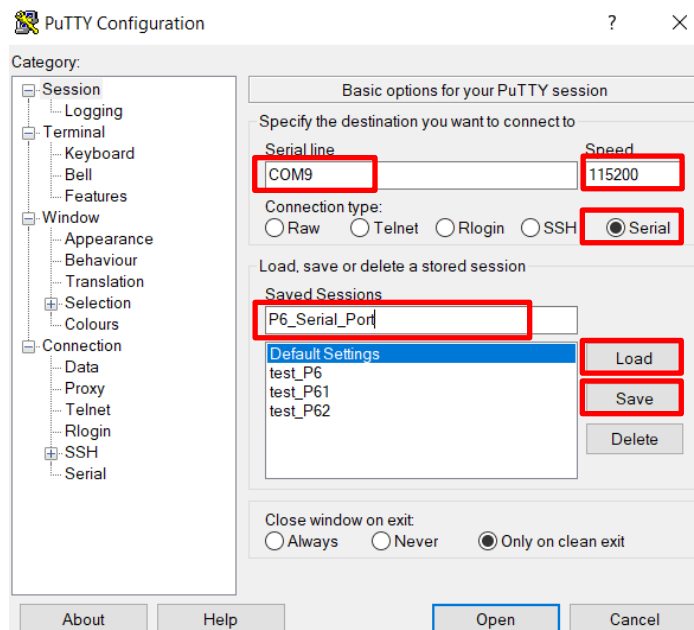 PuTTY Configuration
?
Category:
Session
Logging
Terminal
Keyboard
Bell
Features
Window
Appearance
Behaviour
Translation
Selection
Colours
Connection
Data
Proxy
Telnet
Rlogin
SSH
Serial
Basic options for your PuTTY session
Specify the destination you want to connect to
Serial line Speed
COM9 115200
Connection type:
Raw Telnet Rlogin SSH Serial
Load, save or delete a stored session
Saved Sessions
P6_Serial_Port
Default Settings
test_P6
test_P61
test_P62
Load
Save
Delete
Close window on exit:
Always Never Only on clean exit
About Help Open Cancel